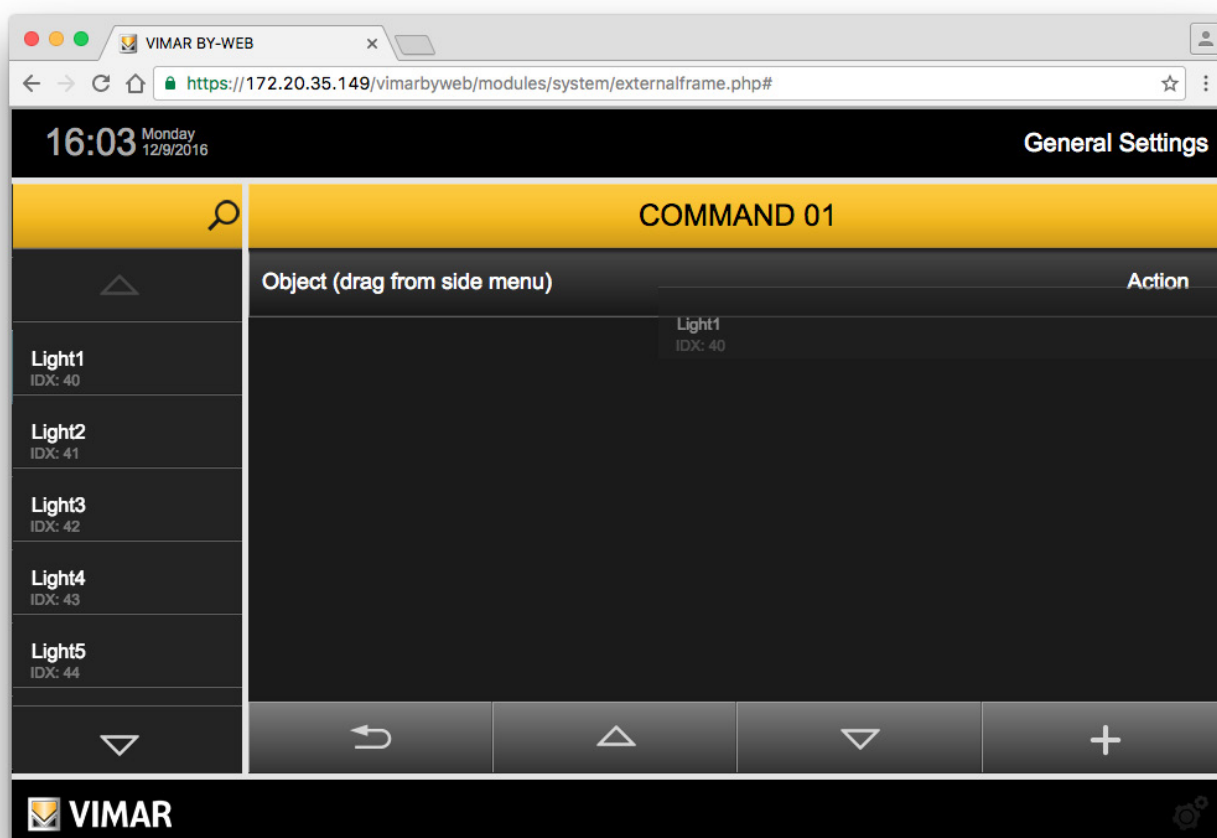 VIMAR BY-WEB
https://172.20.35.149/vimarbyweb/modules/system/externalframe.php#
16:03 Monday
12/9/2016
General Settings
COMMAND 01
Object (drag from side menu)
Action
Light1
IDX: 40
Light1
IDX: 40
Light2
IDX: 41
Light3
IDX: 42
Light4
IDX: 43
Light5
IDX: 44
VIMAR